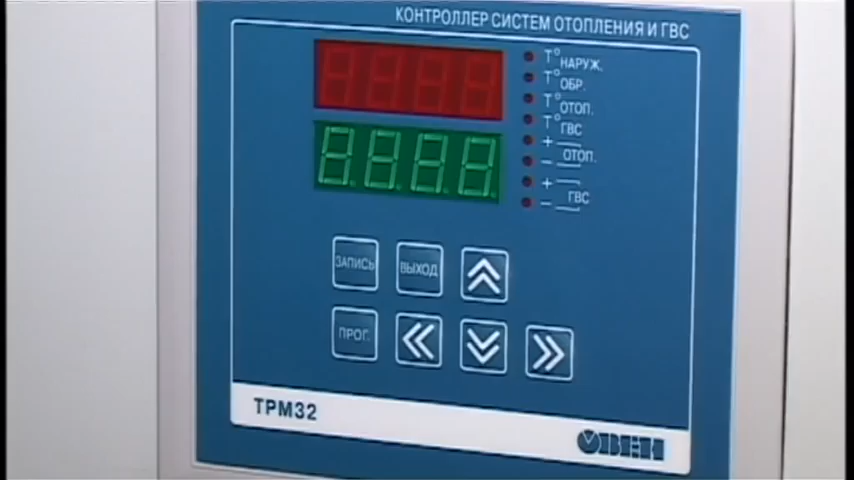 КОНТРОЛЛЕР СИСТЕМ ОТОПЛЕНИЯ И ГВС
T° НАРУЖ.
T° ОБР.
T° ОТОП.
T° ГВС
+
ОТОП.
–
+
ГВС
–
ЗАПИСЬ ВЫХОД
ПРОГ.
ТРМ32
ОВЕН